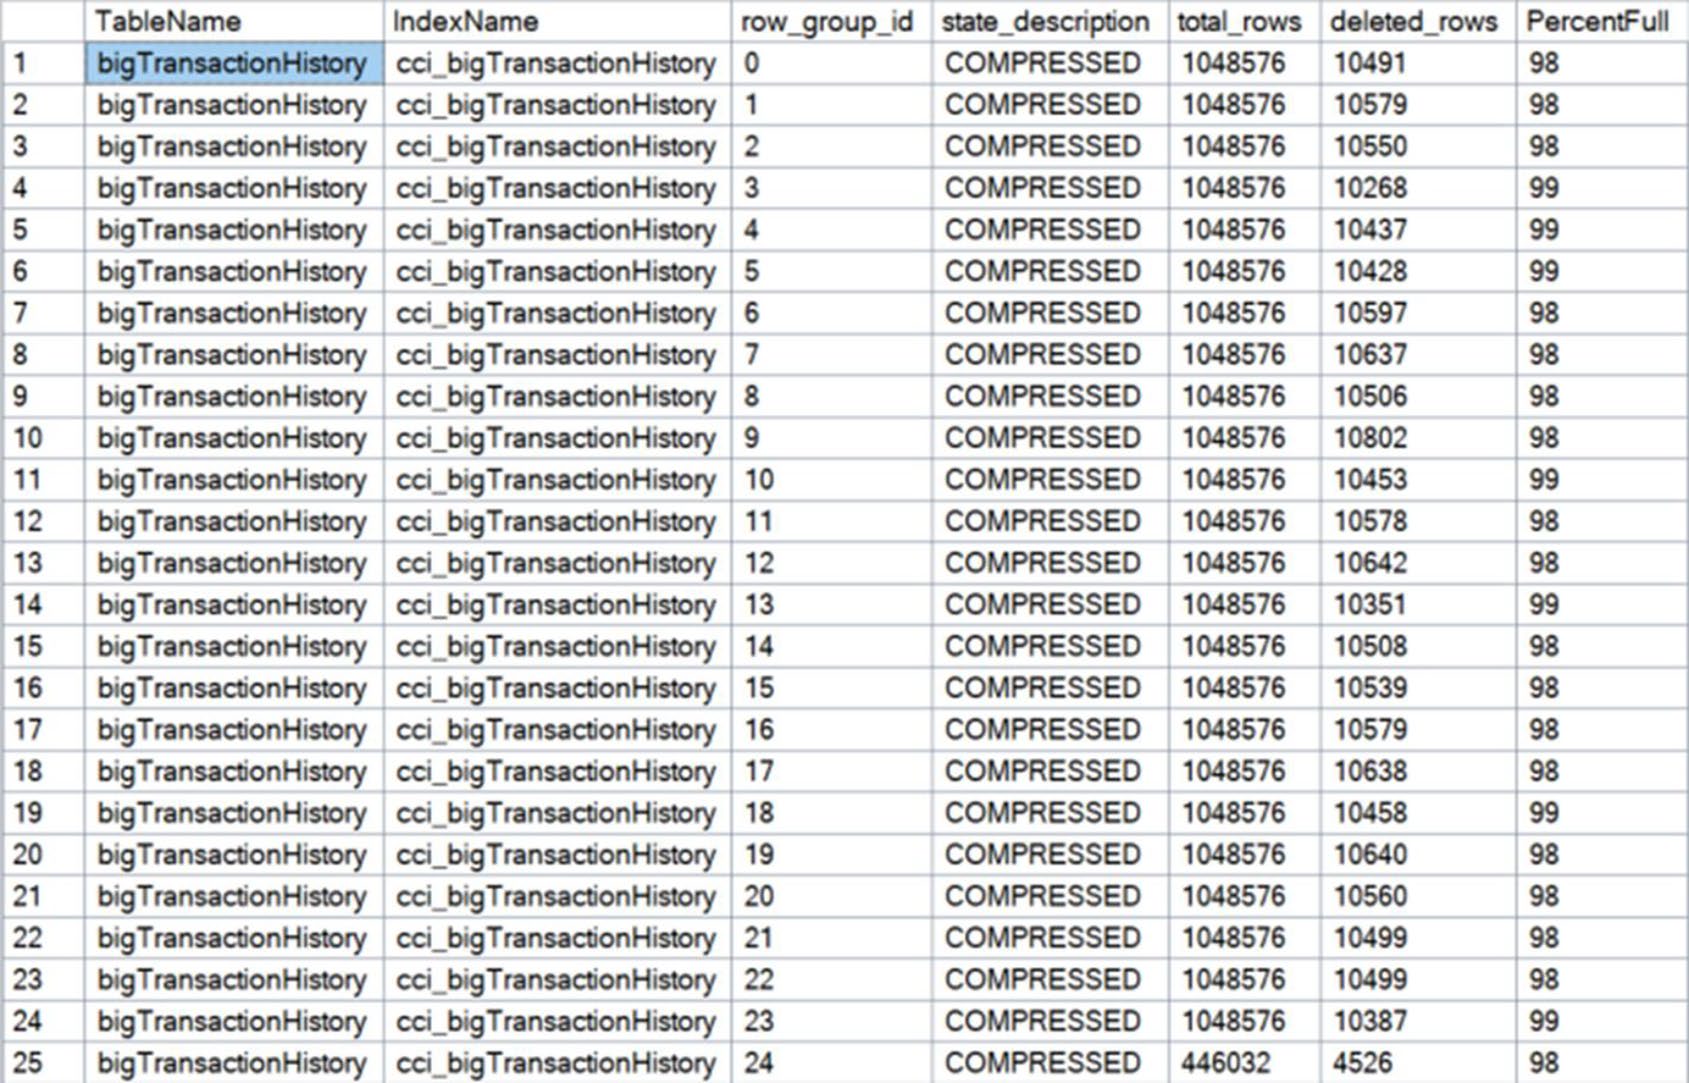 TableName IndexName row_group_id state_description total_rows deleted_rows PercentFull
1 bigTransactionHistory cci_bigTransactionHistory 0 COMPRESSED 1048576 10491 98
2 bigTransactionHistory cci_bigTransactionHistory 1 COMPRESSED 1048576 10579 98
3 bigTransactionHistory cci_bigTransactionHistory 2 COMPRESSED 1048576 10550 98
4 bigTransactionHistory cci_bigTransactionHistory 3 COMPRESSED 1048576 10268 99
5 bigTransactionHistory cci_bigTransactionHistory 4 COMPRESSED 1048576 10437 99
6 bigTransactionHistory cci_bigTransactionHistory 5 COMPRESSED 1048576 10428 99
7 bigTransactionHistory cci_bigTransactionHistory 6 COMPRESSED 1048576 10597 98
8 bigTransactionHistory cci_bigTransactionHistory 7 COMPRESSED 1048576 10637 98
9 bigTransactionHistory cci_bigTransactionHistory 8 COMPRESSED 1048576 10506 98
10 bigTransactionHistory cci_bigTransactionHistory 9 COMPRESSED 1048576 10802 98
11 bigTransactionHistory cci_bigTransactionHistory 10 COMPRESSED 1048576 10453 99
12 bigTransactionHistory cci_bigTransactionHistory 11 COMPRESSED 1048576 10578 98
13 bigTransactionHistory cci_bigTransactionHistory 12 COMPRESSED 1048576 10642 98
14 bigTransactionHistory cci_bigTransactionHistory 13 COMPRESSED 1048576 10351 99
15 bigTransactionHistory cci_bigTransactionHistory 14 COMPRESSED 1048576 10508 98
16 bigTransactionHistory cci_bigTransactionHistory 15 COMPRESSED 1048576 10539 98
17 bigTransactionHistory cci_bigTransactionHistory 16 COMPRESSED 1048576 10579 98
18 bigTransactionHistory cci_bigTransactionHistory 17 COMPRESSED 1048576 10638 98
19 bigTransactionHistory cci_bigTransactionHistory 18 COMPRESSED 1048576 10458 99
20 bigTransactionHistory cci_bigTransactionHistory 19 COMPRESSED 1048576 10640 98
21 bigTransactionHistory cci_bigTransactionHistory 20 COMPRESSED 1048576 10560 98
22 bigTransactionHistory cci_bigTransactionHistory 21 COMPRESSED 1048576 10499 98
23 bigTransactionHistory cci_bigTransactionHistory 22 COMPRESSED 1048576 10499 98
24 bigTransactionHistory cci_bigTransactionHistory 23 COMPRESSED 1048576 10387 99
25 bigTransactionHistory cci_bigTransactionHistory 24 COMPRESSED 446032 4526 98